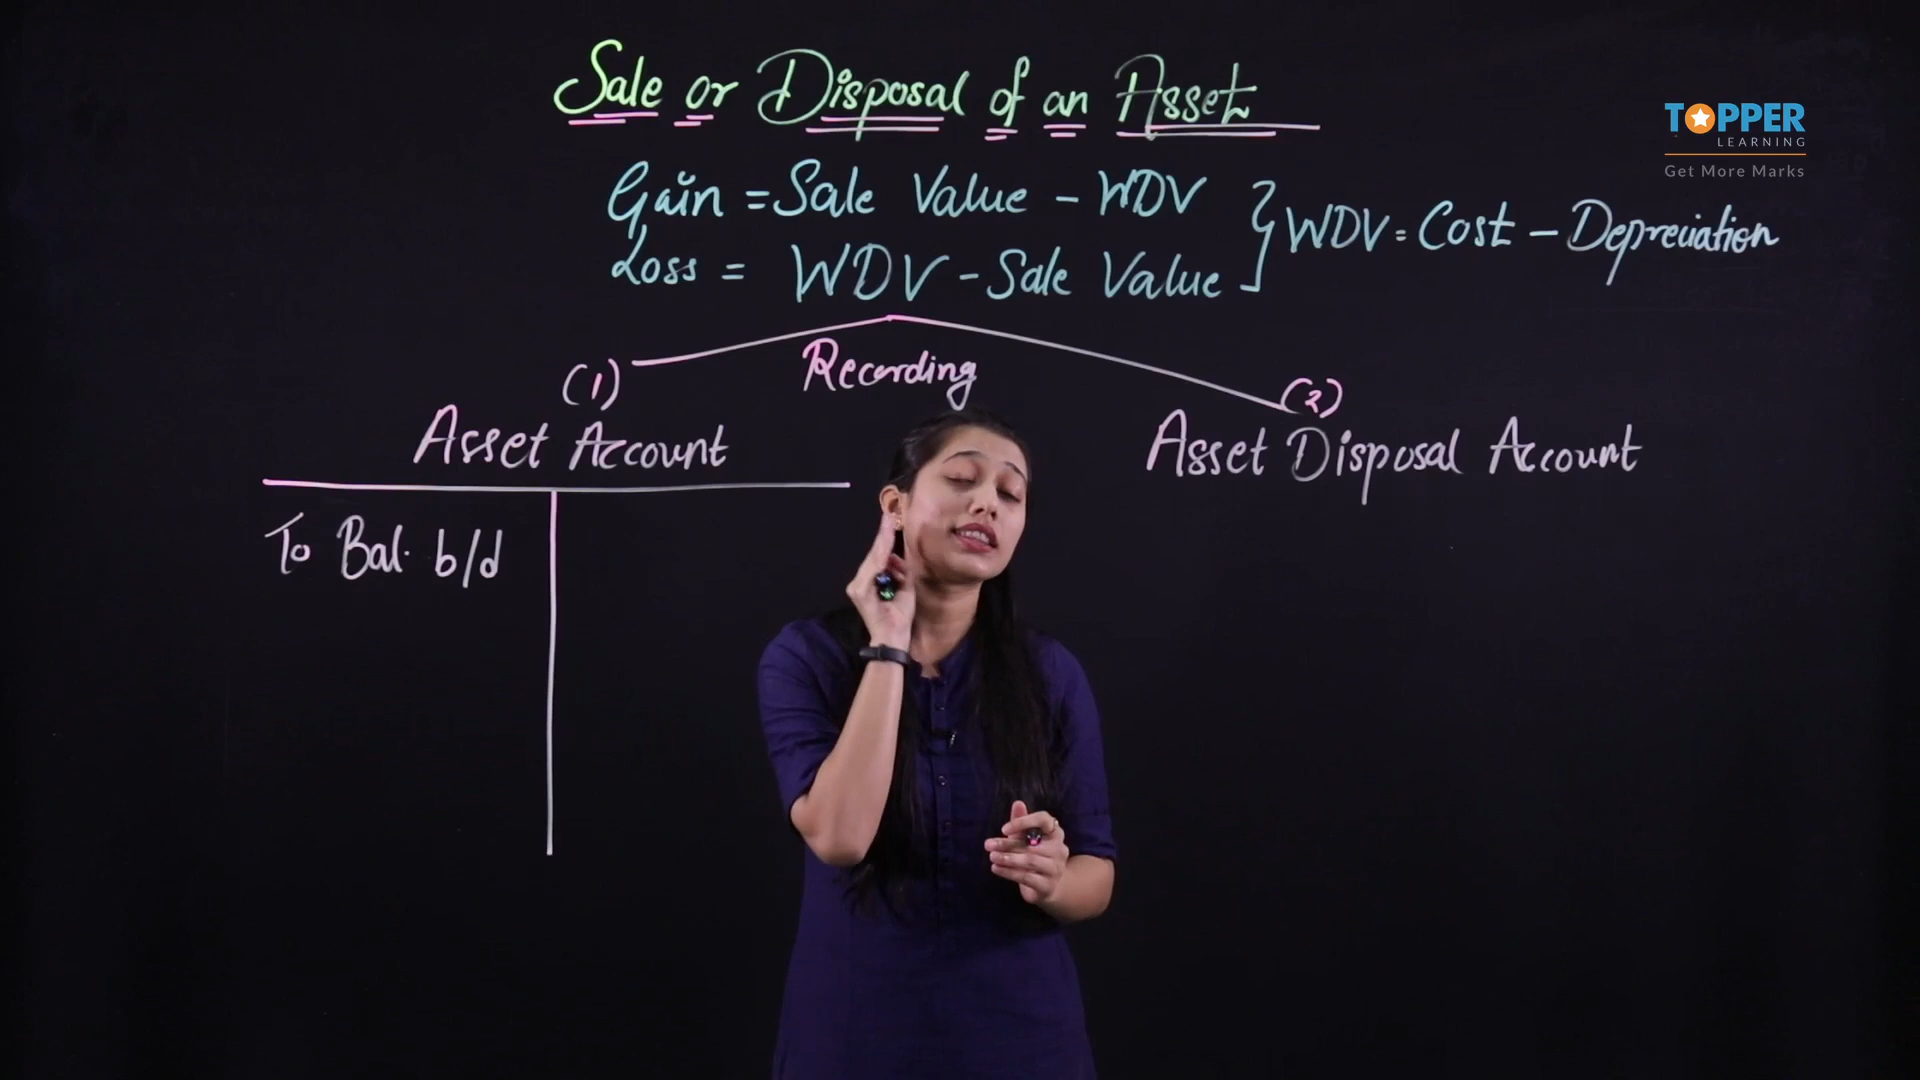 Sale or Disposal of an Asset
TOPPER
LEARNING
Get More Marks
Gain = Sale Value - WDV
Loss = WDV - Sale Value
} WDV = Cost - Depreciation
Recording
(1)
(2)
Asset Account
Asset Disposal Account
To Bal. b/d